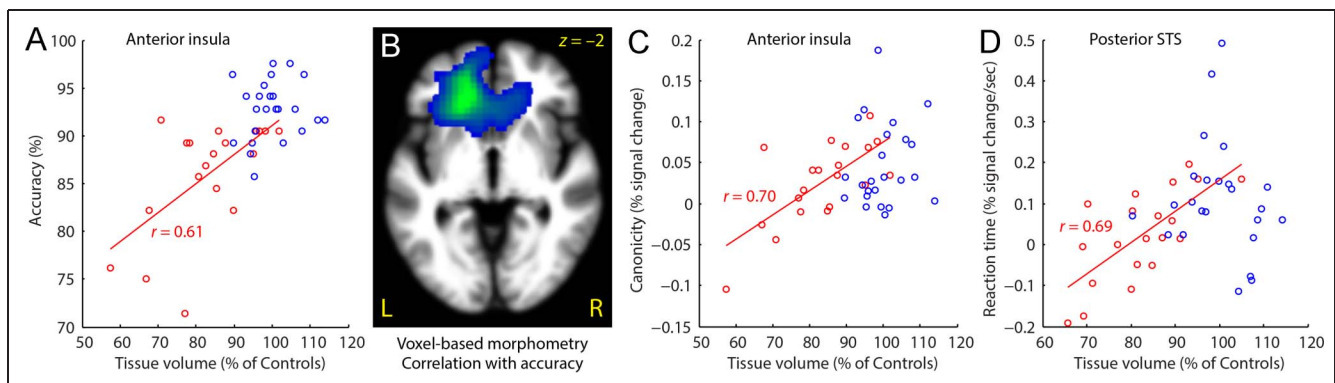 A
Anterior insula
Accuracy (%)
100
95
90
85
80
75
70
r = 0.61
50 60 70 80 90 100 110 120
Tissue volume (% of Controls)
B
z = –2
L R
Voxel-based morphometry
Correlation with accuracy
C
Anterior insula
Canonicity (% signal change)
0.2
0.15
0.1
0.05
0
−0.05
−0.1
−0.15
r = 0.70
50 60 70 80 90 100 110 120
Tissue volume (% of Controls)
D
Posterior STS
Reaction time (% signal change/sec)
0.5
0.4
0.3
0.2
0.1
0
−0.1
−0.2
r = 0.69
60 70 80 90 100 110 120
Tissue volume (% of Controls)